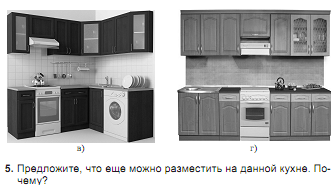 в) г)
5. Предложите, что еще можно разместить на данной кухне. По-
чему?